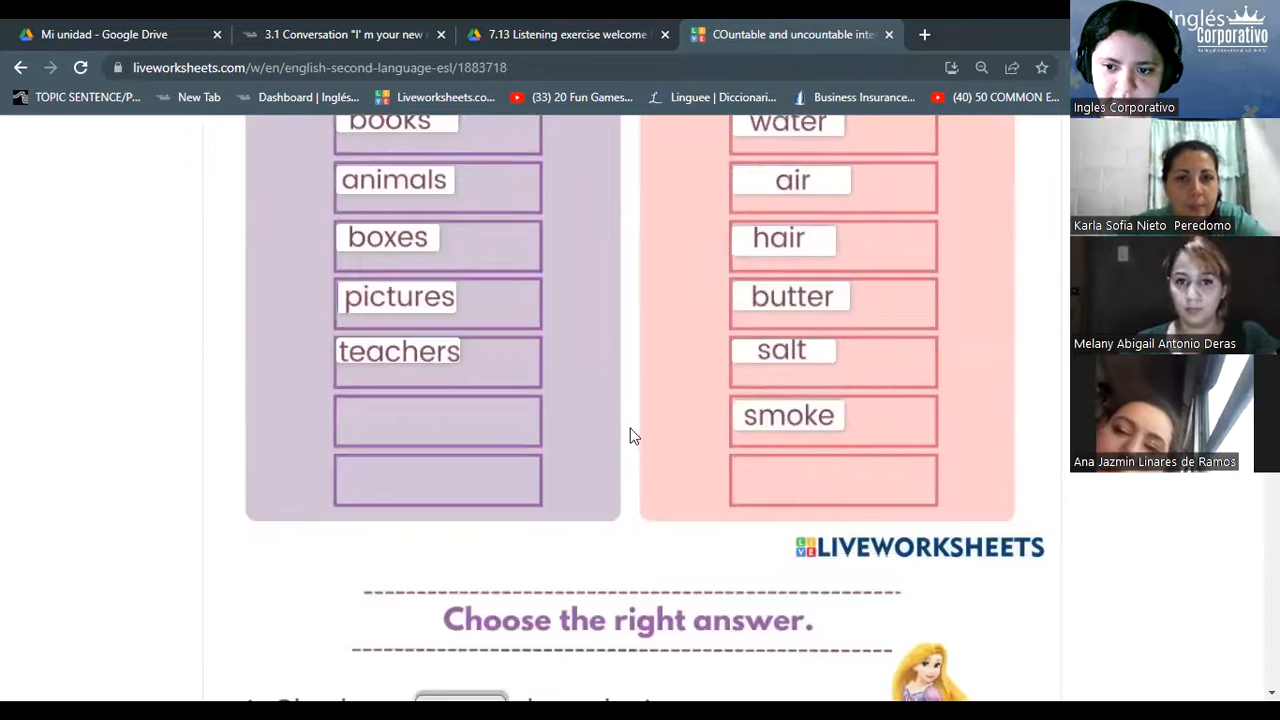 Mi unidad - Google Drive
3.1 Conversation "I' m your new
7.13 Listening exercise welcome
COuntable and uncountable inte
liveworksheets.com/w/en/english-second-language-esl/1883718
TOPIC SENTENCE/P...
New Tab
Dashboard | Inglés...
Liveworksheets.co...
(33) 20 Fun Games...
Linguee | Diccionari...
Business Insurance...
(40) 50 COMMON E...
books
animals
boxes
pictures
teachers
water
air
hair
butter
salt
smoke
LIVEWORKSHEETS
Choose the right answer.
Inglés
Corporativo
Ingles Corporativo
Karla Sofia Nieto Peredomo
Melany Abigail Antonio Deras
Ana Jazmin Linares de Ramos